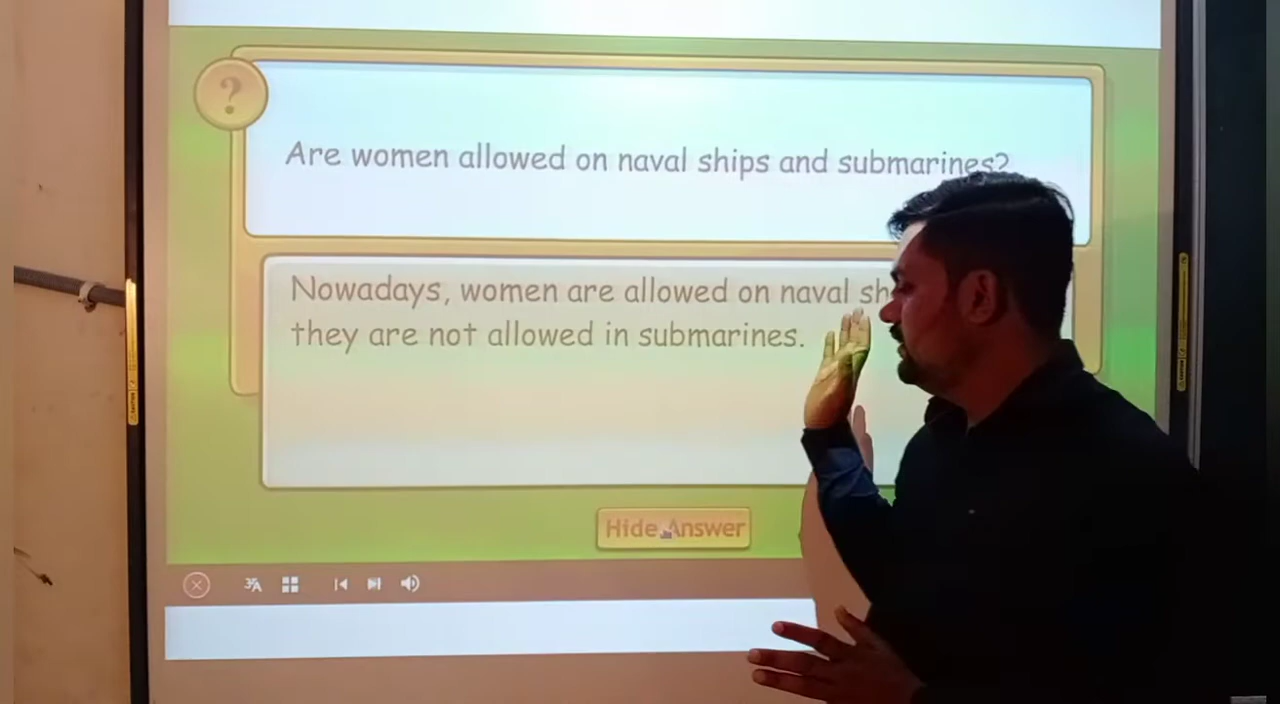 ?
Are women allowed on naval ships and submarines?
Nowadays, women are allowed on naval
they are not allowed in submarines.
Hide Answer